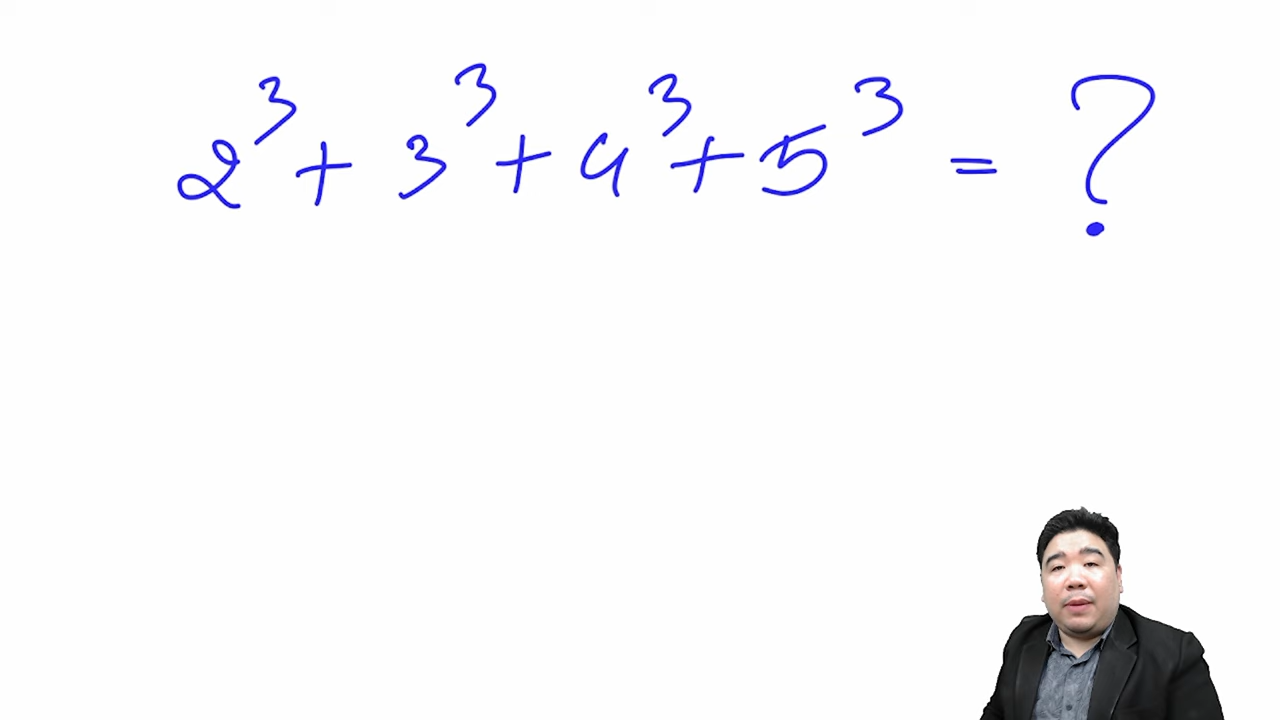 2³ + 3³ + 4³ + 5³ = ?